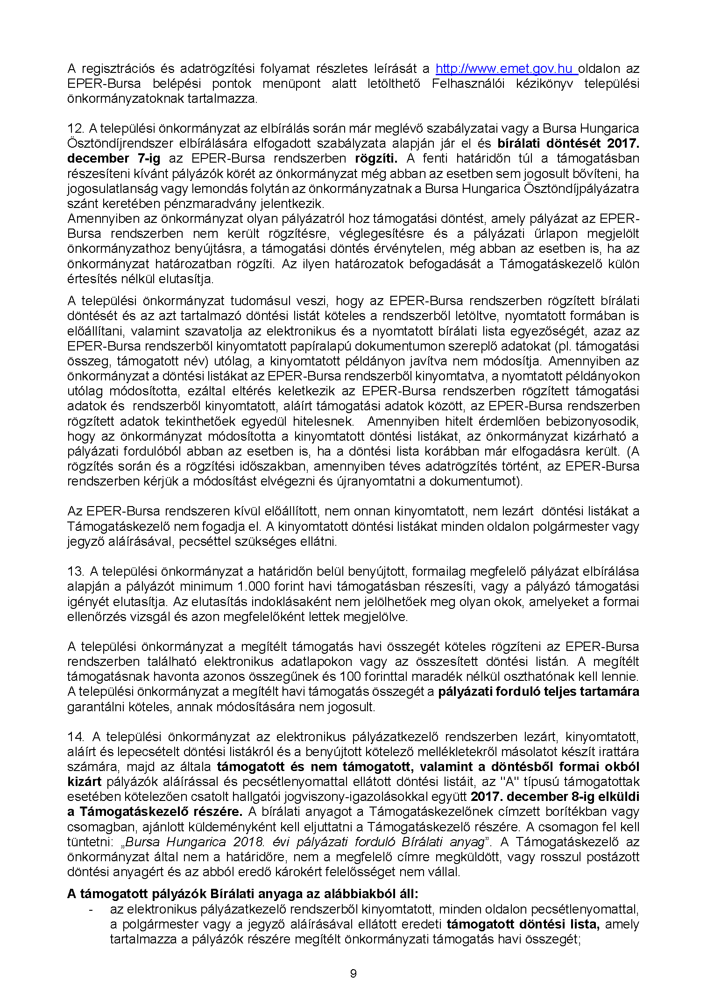 A regisztrációs és adatrögzítési folyamat részletes leírását a http://www.emet.gov.hu oldalon az
EPER-Bursa belépési pontok menüpont alatt letölthető Felhasználói kézikönyv települési
önkormányzatoknak tartalmazza.
12. A települési önkormányzat az elbírálás során már meglévő szabályzatai vagy a Bursa Hungarica
Ösztöndíjrendszer elbírálására elfogadott szabályzata alapján jár el és bírálati döntését 2017.
december 7-ig az EPER-Bursa rendszerben rögzíti. A fenti határidőn túl a támogatásban
részesíteni kívánt pályázók körét az önkormányzat még abban az esetben sem jogosult bővíteni, ha
jogosulatlanság vagy lemondás folytán az önkormányzatnak a Bursa Hungarica Ösztöndíjpályázatra
szánt keretében pénzmaradvány jelentkezik.
Amennyiben az önkormányzat olyan pályázatról hoz támogatási döntést, amely pályázat az EPER-
Bursa rendszerben nem került rögzítésre, véglegesítésre és a pályázati űrlapon megjelölt
önkormányzathoz benyújtásra, a támogatási döntés érvénytelen, még abban az esetben is, ha az
önkormányzat határozatban rögzíti. Az ilyen határozatok befogadását a Támogatáskezelő külön
értesítés nélkül elutasítja.
A települési önkormányzat tudomásul veszi, hogy az EPER-Bursa rendszerben rögzített bírálati
döntését és az azt tartalmazó döntési listát köteles a rendszerből letöltve, nyomtatott formában is
előállítani, valamint szavatolja az elektronikus és a nyomtatott bírálati lista egyezőségét, azaz az
EPER-Bursa rendszerből kinyomtatott papíralapú dokumentumon szereplő adatokat (pl. támogatási
összeg, támogatott név) utólag, a kinyomtatott példányon javítva nem módosítja. Amennyiben az
önkormányzat a döntési listákat az EPER-Bursa rendszerből kinyomtatva, a nyomtatott példányokon
utólag módosította, ezáltal eltérés keletkezik az EPER-Bursa rendszerben rögzített támogatási
adatok és rendszerből kinyomtatott, aláírt támogatási adatok között, az EPER-Bursa rendszerben
rögzített adatok tekinthetőek egyedül hitelesnek. Amennyiben hitelt érdemlően bebizonyosodik,
hogy az önkormányzat módosította a kinyomtatott döntési listákat, az önkormányzat kizárható a
pályázati fordulóból abban az esetben is, ha a döntési lista korábban már elfogadásra került. (A
rögzítés során és a rögzítési időszakban, amennyiben téves adatrögzítés történt, az EPER-Bursa
rendszerben kérjük a módosítást elvégezni és újranyomtatni a dokumentumot).
Az EPER-Bursa rendszeren kívül előállított, nem onnan kinyomtatott, nem lezárt döntési listákat a
Támogatáskezelő nem fogadja el. A kinyomtatott döntési listákat minden oldalon polgármester vagy
jegyző aláírásával, pecséttel szükséges ellátni.
13. A települési önkormányzat a határidőn belül benyújtott, formailag megfelelő pályázat elbírálása
alapján a pályázót minimum 1.000 forint havi támogatásban részesíti, vagy a pályázó támogatási
igényét elutasítja. Az elutasítás indoklásaként nem jelölhetőek meg olyan okok, amelyeket a formai
ellenőrzés vizsgál és azon megfelelőként lettek megjelölve.
A települési önkormányzat a megítélt támogatás havi összegét köteles rögzíteni az EPER-Bursa
rendszerben található elektronikus adatlapokon vagy az összesített döntési listán. A megítélt
támogatásnak havonta azonos összegűnek és 100 forinttal maradék nélkül oszthatónak kell lennie.
A települési önkormányzat a megítélt havi támogatás összegét a pályázati forduló teljes tartamára
garantálni köteles, annak módosítására nem jogosult.
14. A települési önkormányzat az elektronikus pályázatkezelő rendszerben lezárt, kinyomtatott,
aláírt és lepecsételt döntési listákról és a benyújtott kötelező mellékletekről másolatot készít irattára
számára, majd az általa támogatott és nem támogatott, valamint a döntésből formai okból
kizárt pályázók aláírással és pecsétlenyomattal ellátott döntési listáit, az "A" típusú támogatottak
esetében kötelezően csatolt hallgatói jogviszony-igazolásokkal együtt 2017. december 8-ig elküldi
a Támogatáskezelő részére. A bírálati anyagot a Támogatáskezelőnek címzett borítékban vagy
csomagban, ajánlott küldeményként kell eljuttatni a Támogatáskezelő részére. A csomagon fel kell
tüntetni: „Bursa Hungarica 2018. évi pályázati forduló Bírálati anyag”. A Támogatáskezelő az
önkormányzat által nem a határidőre, nem a megfelelő címre megküldött, vagy rosszul postázott
döntési anyagért és az abból eredő károkért felelősséget nem vállal.
A támogatott pályázók Bírálati anyaga az alábbiakból áll:
- az elektronikus pályázatkezelő rendszerből kinyomtatott, minden oldalon pecsétlenyomattal,
a polgármester vagy a jegyző aláírásával ellátott eredeti támogatott döntési lista, amely
tartalmazza a pályázók részére megítélt önkormányzati támogatás havi összegét;
9